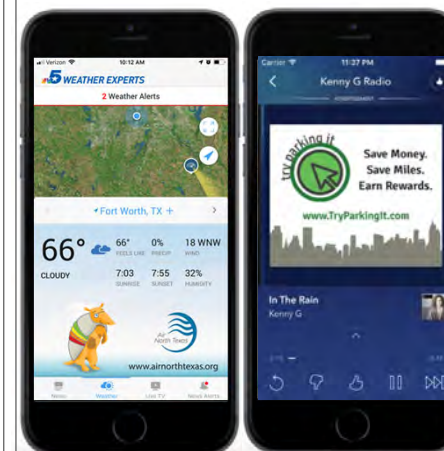 Verizon
10:12 AM
5 WEATHER EXPERTS
2 Weather Alerts
Fort Worth, TX +
66°
CLOUDY
66°
FEELS LIKE
0%
PRECIP
18 WNW
WIND
7:03
SUNRISE
7:55
SUNSET
32%
HUMIDITY
Air
North Texas
www.airnorthtexas.org
News
Weather
Live TV
News Alerts
Carrier
11:27 PM
Kenny G Radio
ADVERTISEMENT
try parking it
Save Money.
Save Miles.
Earn Rewards.
www.TryParkingIt.com
In The Rain
Kenny G